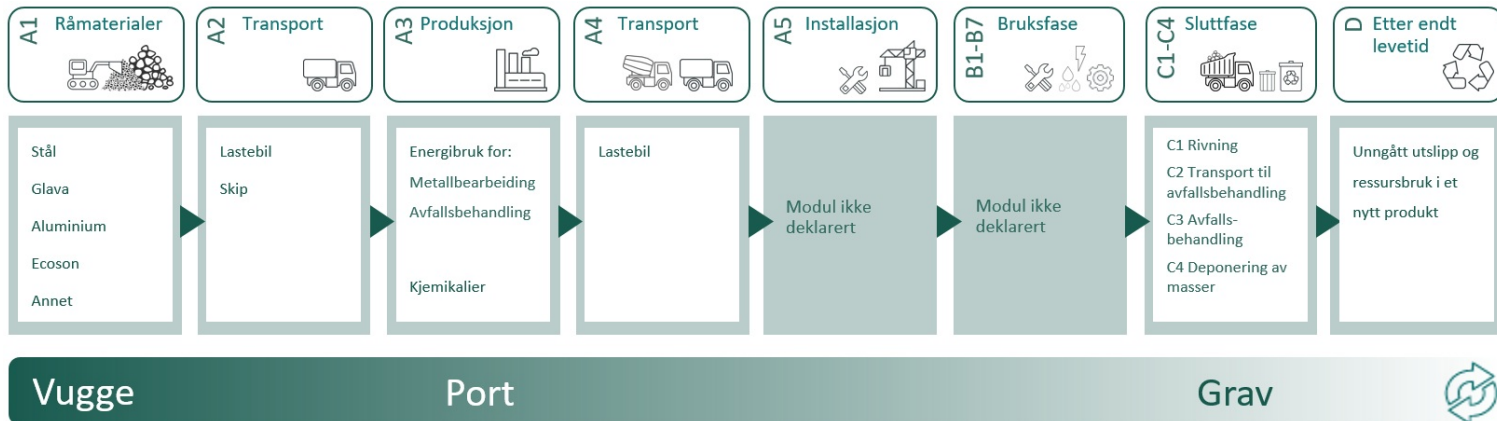 A1
Råmaterialer
A2
Transport
A3
Produksjon
A4
Transport
A5
Installasjon
B1-B7
Bruksfase
C1-C4
Sluttfase
D
Etter endt
levetid
Stål
Glava
Aluminium
Ecoson
Annet
Lastebil
Skip
Energibruk for:
Metallbearbeiding
Avfallsbehandling
Kjemikalier
Lastebil
Modul ikke
deklarert
Modul ikke
deklarert
C1 Rivning
C2 Transport til
avfallsbehandling
C3 Avfalls-
behandling
C4 Deponering av
masser
Unngått utslipp og
ressursbruk i et
nytt produkt
Vugge
Port
Grav